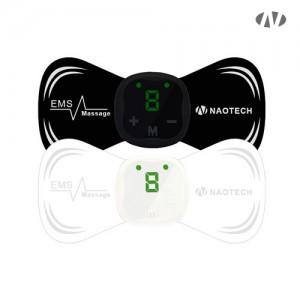 EMS
Massage
8
+ M −
NAOTECH
EMS
Massage
8
M
NAOTECH